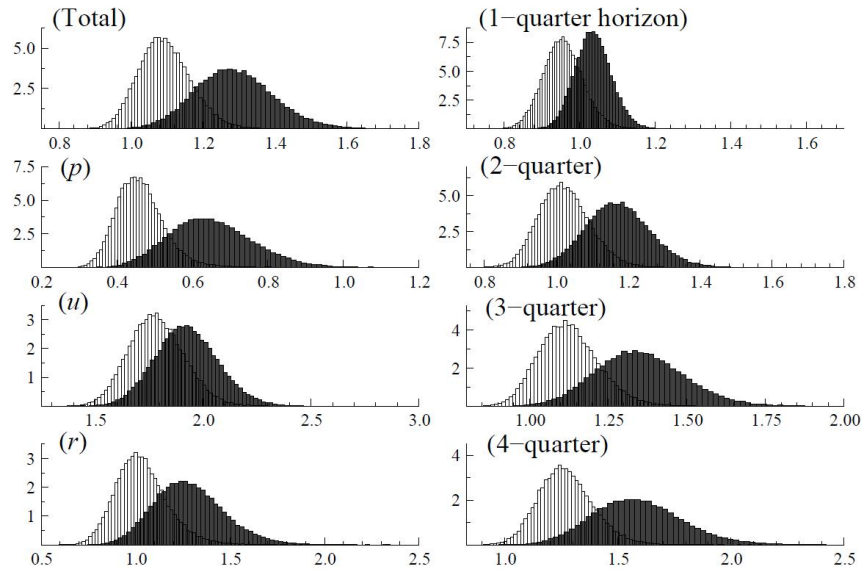 (Total)
5.0
2.5
0.8 1.0 1.2 1.4 1.6 1.8
(1−quarter horizon)
7.5
5.0
2.5
0.8 1.0 1.2 1.4 1.6
(p)
7.5
5.0
2.5
0.2 0.4 0.6 0.8 1.0 1.2
(2−quarter)
5.0
2.5
0.8 1.0 1.2 1.4 1.6 1.8
(u)
3
2
1
1.5 2.0 2.5 3.0
(3−quarter)
4
2
1.00 1.25 1.50 1.75 2.00
(r)
3
2
1
0.5 1.0 1.5 2.0 2.5
(4−quarter)
4
2
1.0 1.5 2.0 2.5